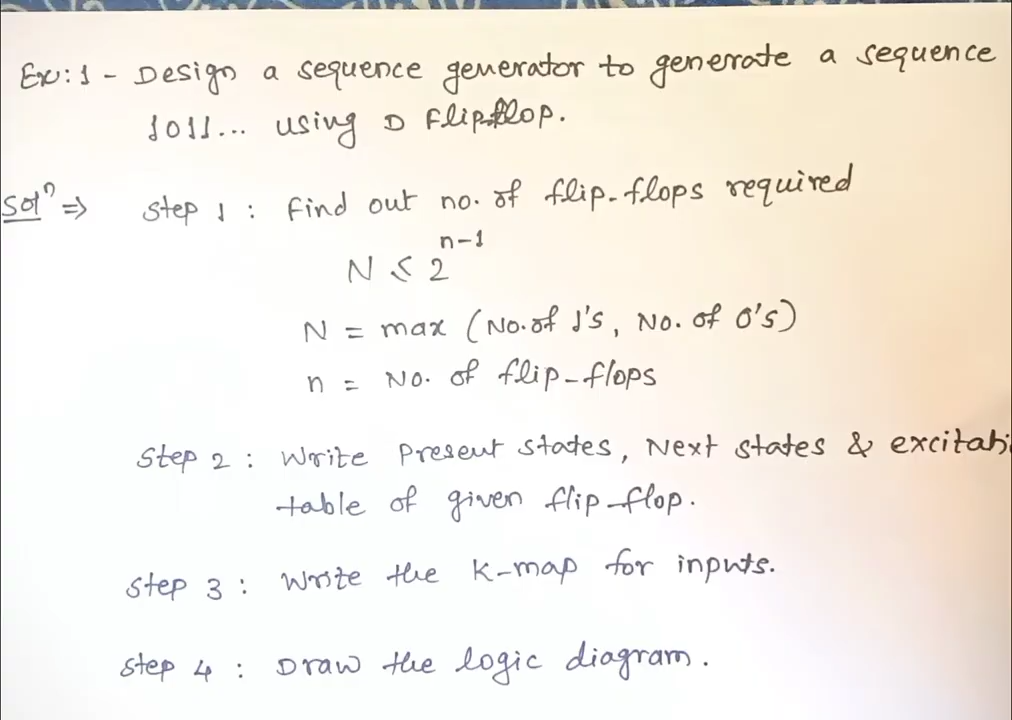 Ex:1 - Design a sequence generator to generate a sequence
1011... using D Flip-flop.
Solⁿ ⇒ Step 1 : Find out no. of flip-flops required
N ≤ 2^(n-1)
N = max (No. of 1's, No. of 0's)
n = No. of flip-flops
Step 2 : Write Present states, Next states & excitati
table of given flip-flop.
Step 3 : Write the K-map for inputs.
Step 4 : Draw the logic diagram.